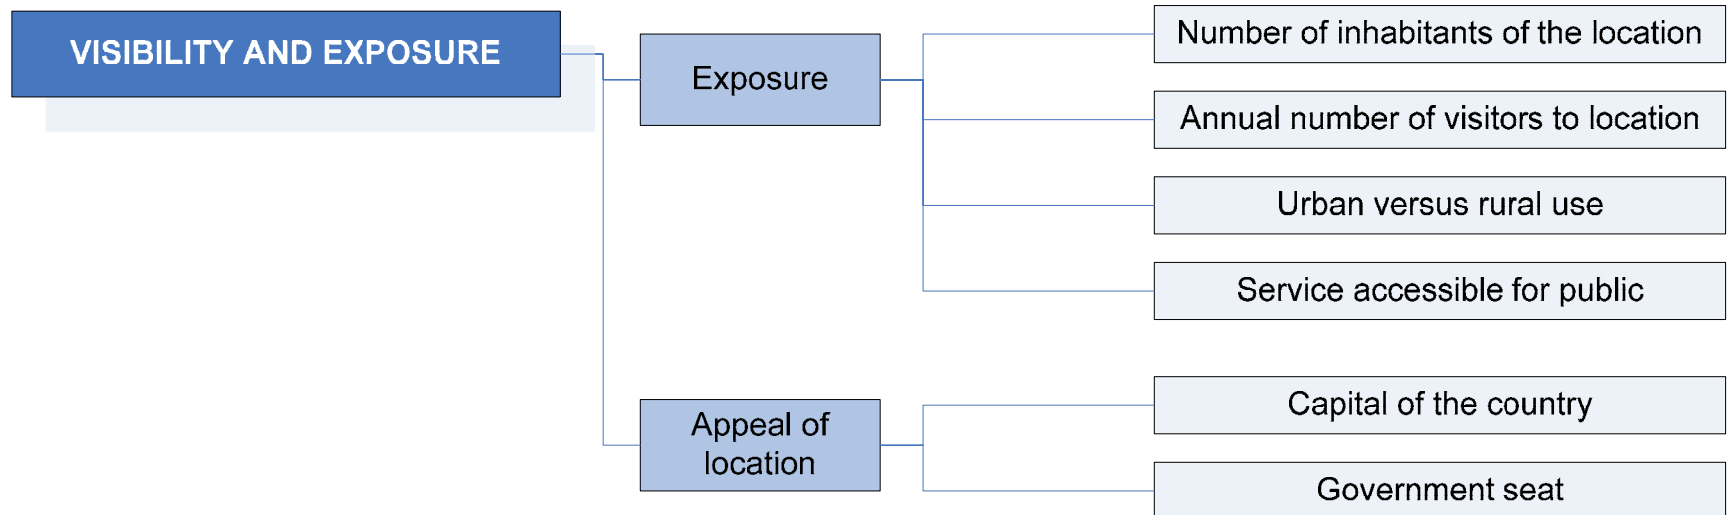 VISIBILITY AND EXPOSURE
Exposure
Number of inhabitants of the location
Annual number of visitors to location
Urban versus rural use
Service accessible for public
Appeal of
location
Capital of the country
Government seat